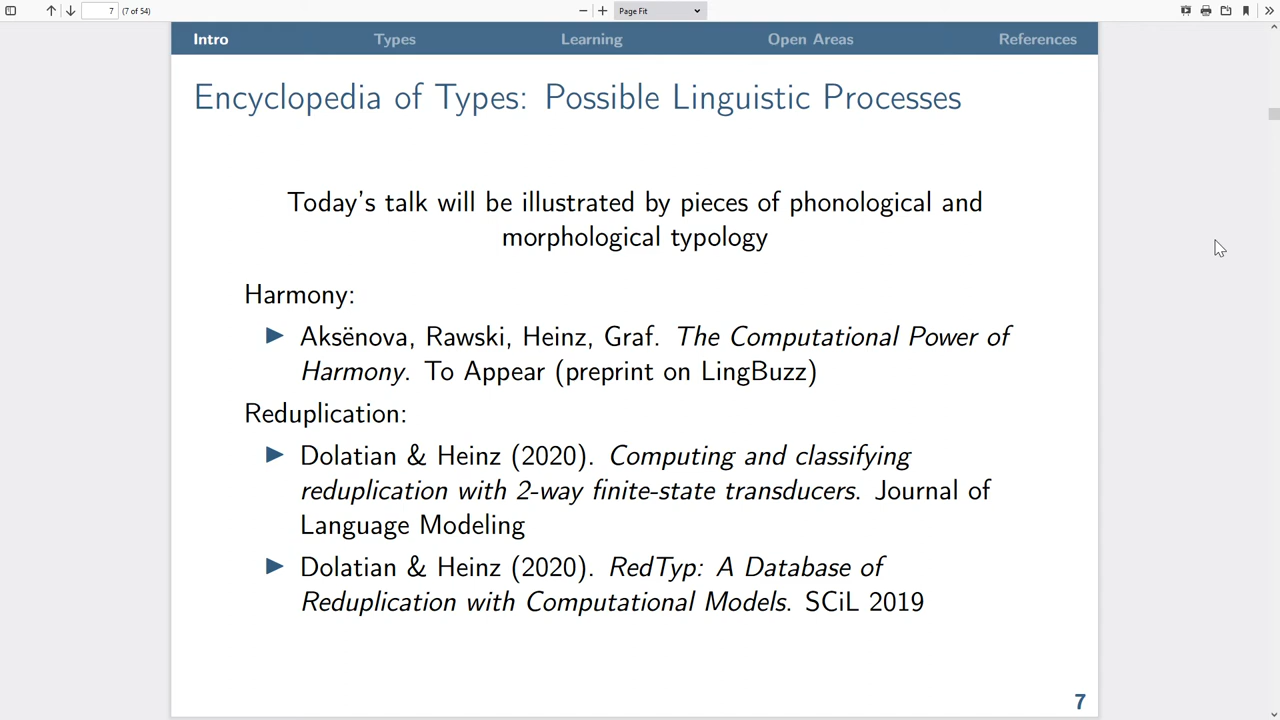 7 (7 of 54) Page Fit
Intro Types Learning Open Areas References
Encyclopedia of Types: Possible Linguistic Processes
Today's talk will be illustrated by pieces of phonological and
morphological typology
Harmony:
Aksënova, Rawski, Heinz, Graf. The Computational Power of
Harmony. To Appear (preprint on LingBuzz)
Reduplication:
Dolatian & Heinz (2020). Computing and classifying
reduplication with 2-way finite-state transducers. Journal of
Language Modeling
Dolatian & Heinz (2020). RedTyp: A Database of
Reduplication with Computational Models. SCiL 2019
7